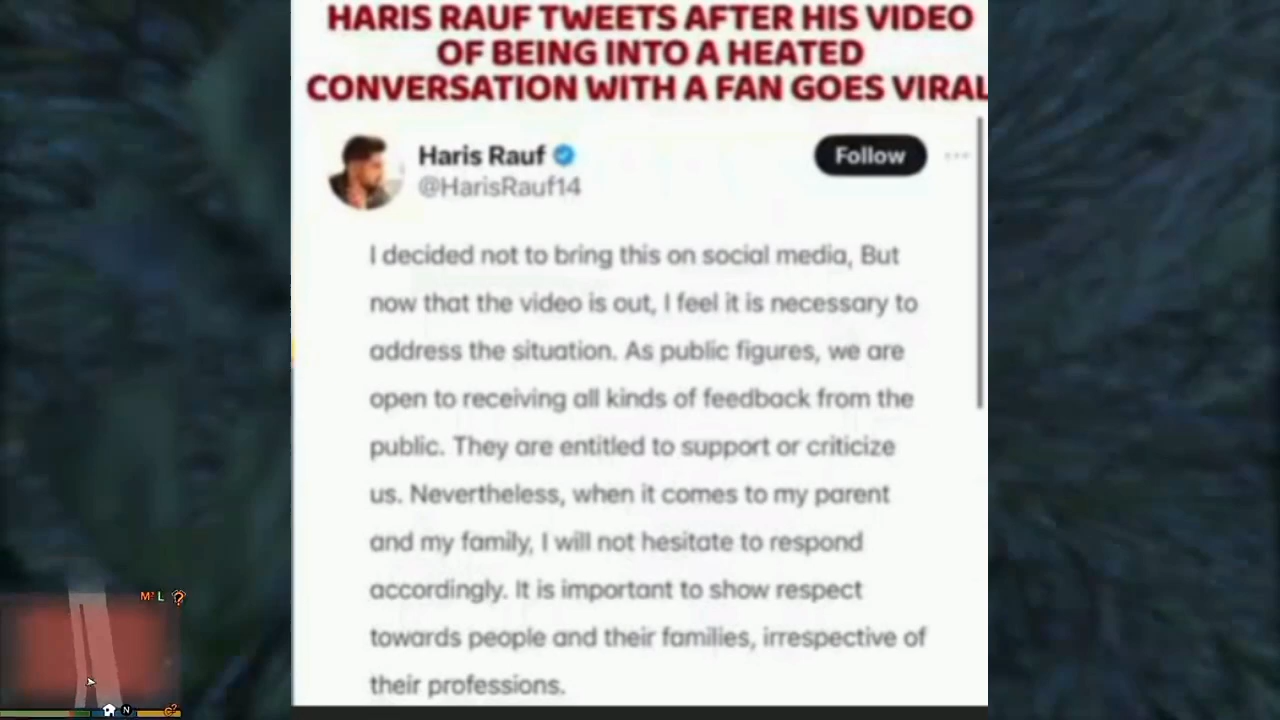 HARIS RAUF TWEETS AFTER HIS VIDEO
OF BEING INTO A HEATED
CONVERSATION WITH A FAN GOES VIRAL
Haris Rauf
@HarisRauf14
Follow
I decided not to bring this on social media, But
now that the video is out, I feel it is necessary to
address the situation. As public figures, we are
open to receiving all kinds of feedback from the
public. They are entitled to support or criticize
us. Nevertheless, when it comes to my parent
and my family, I will not hesitate to respond
accordingly. It is important to show respect
towards people and their families, irrespective of
their professions.
L
N